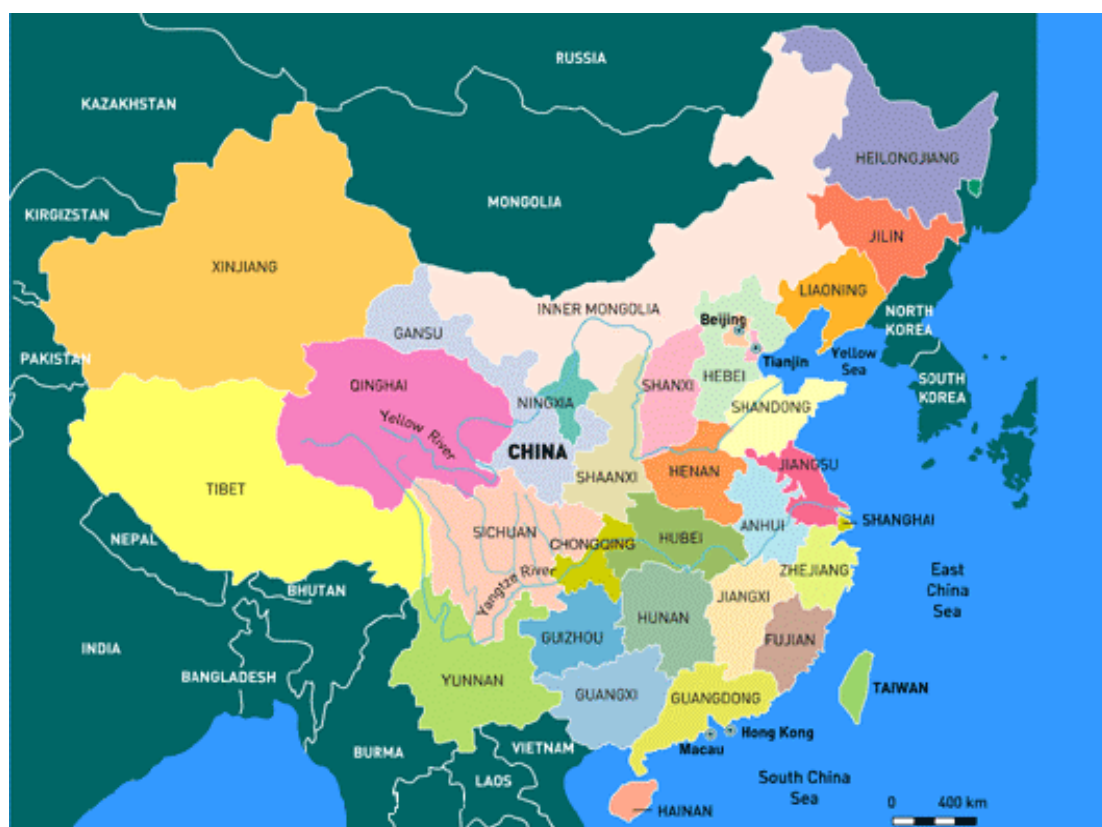 RUSSIA
KAZAKHSTAN
HEILONGJIANG
MONGOLIA
KIRGIZSTAN
JILIN
XINJIANG
LIAONING
INNER MONGOLIA
NORTH
KOREA
Beijing
GANSU
Yellow
Sea
Tianjin
PAKISTAN
HEBEI
SHANXI
QINGHAI
SOUTH
KOREA
NINGXIA
SHANDONG
Yellow River
CHINA
JIANGSU
HENAN
SHAANXI
TIBET
SHANGHAI
ANHUI
SICHUAN
HUBEI
NEPAL
CHONGQING
ZHEJIANG
East
China
Sea
Yangtze River
BHUTAN
JIANGXI
HUNAN
GUIZHOU
FUJIAN
INDIA
BANGLADESH
YUNNAN
TAIWAN
GUANGXI
GUANGDONG
Hong Kong
Macau
VIETNAM
BURMA
LAOS
South China
Sea
HAINAN
0 400 km